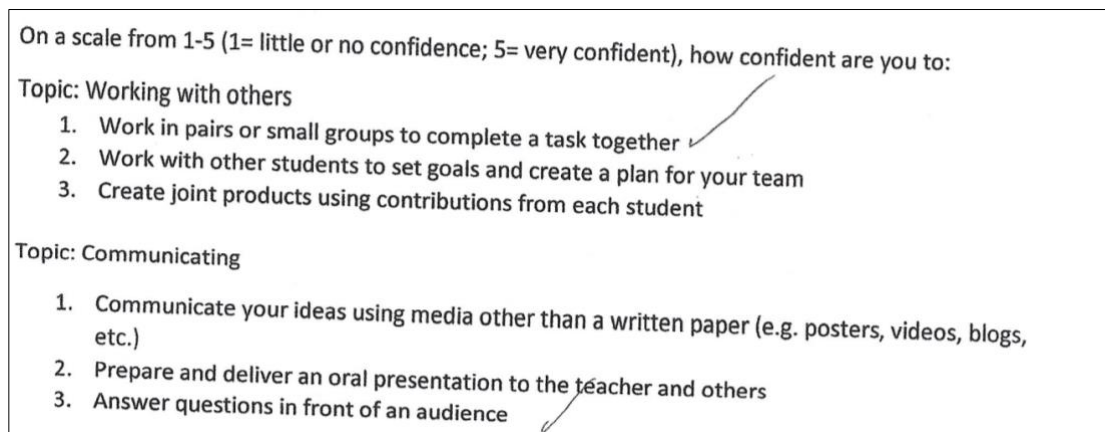 On a scale from 1-5 (1= little or no confidence; 5= very confident), how confident are you to:
Topic: Working with others
1. Work in pairs or small groups to complete a task together
2. Work with other students to set goals and create a plan for your team
3. Create joint products using contributions from each student
Topic: Communicating
1. Communicate your ideas using media other than a written paper (e.g. posters, videos, blogs,
etc.)
2. Prepare and deliver an oral presentation to the teacher and others
3. Answer questions in front of an audience